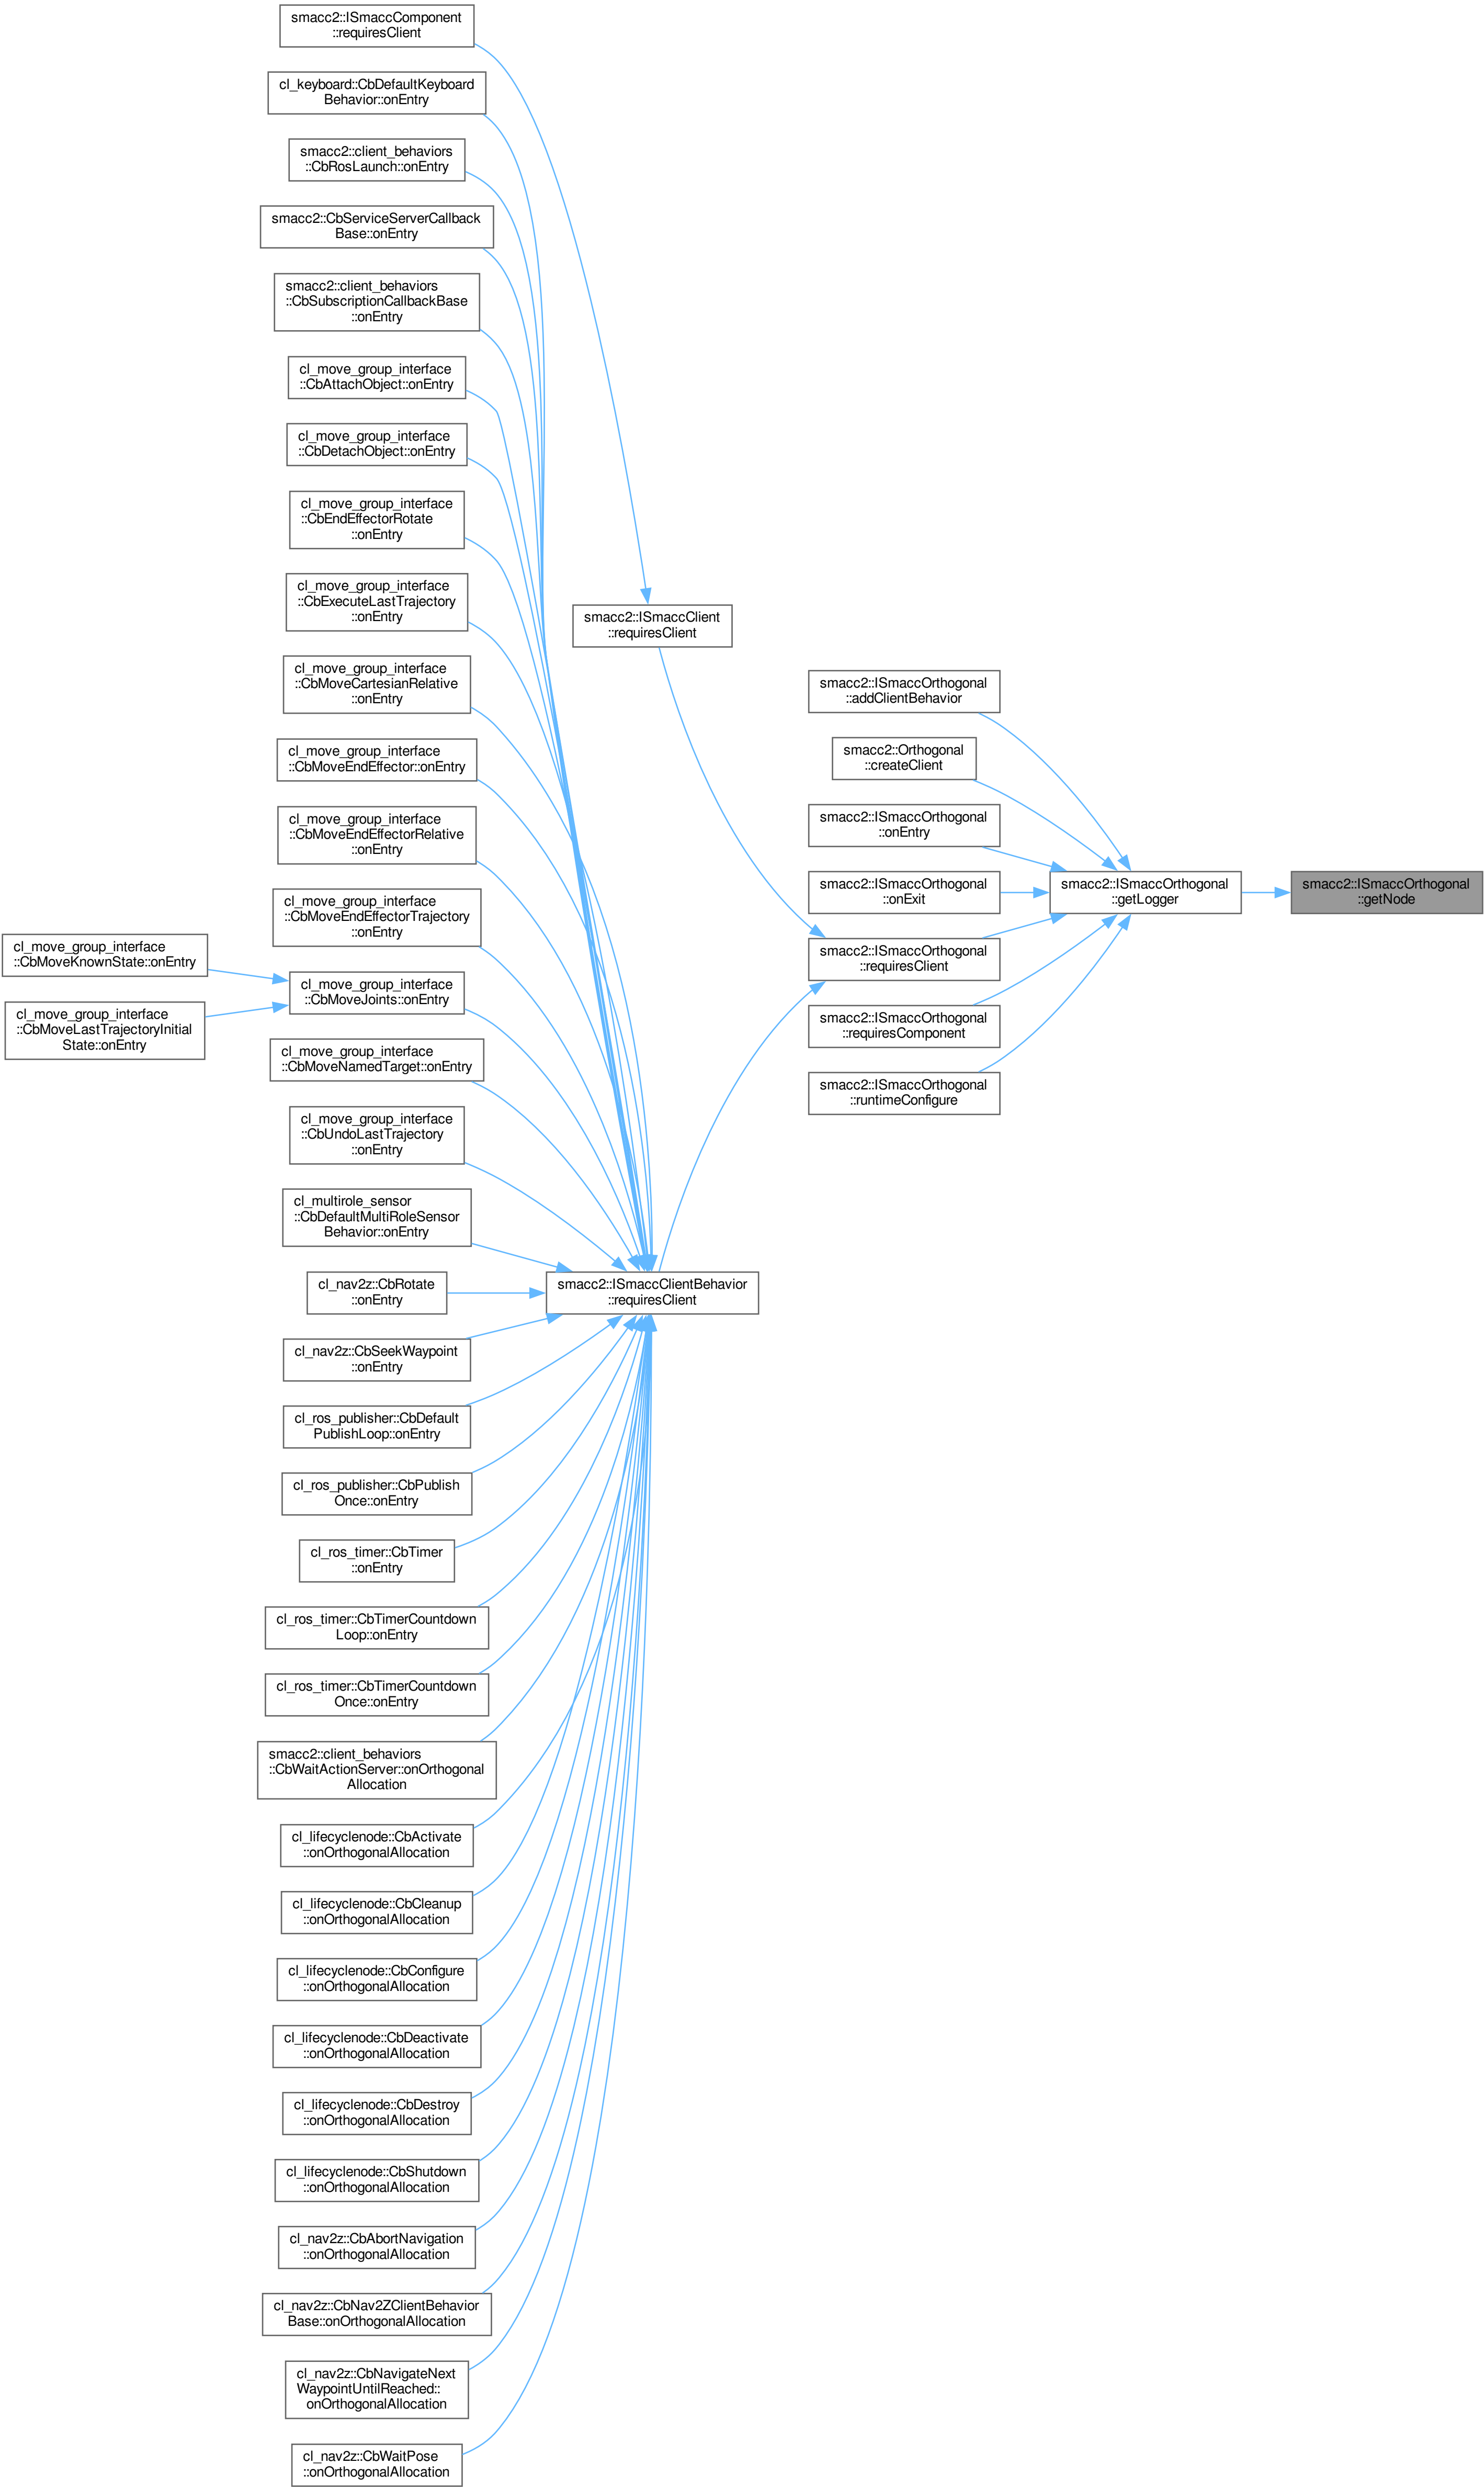 smacc2::ISmaccComponent
::requiresClient
cl_keyboard::CbDefaultKeyboard
Behavior::onEntry
smacc2::client_behaviors
::CbRosLaunch::onEntry
smacc2::CbServiceServerCallback
Base::onEntry
smacc2::client_behaviors
::CbSubscriptionCallbackBase
::onEntry
cl_move_group_interface
::CbAttachObject::onEntry
cl_move_group_interface
::CbDetachObject::onEntry
cl_move_group_interface
::CbEndEffectorRotate
::onEntry
cl_move_group_interface
::CbExecuteLastTrajectory
::onEntry
cl_move_group_interface
::CbMoveCartesianRelative
::onEntry
cl_move_group_interface
::CbMoveEndEffector::onEntry
cl_move_group_interface
::CbMoveEndEffectorRelative
::onEntry
cl_move_group_interface
::CbMoveEndEffectorTrajectory
::onEntry
cl_move_group_interface
::CbMoveKnownState::onEntry
cl_move_group_interface
::CbMoveLastTrajectoryInitial
State::onEntry
cl_move_group_interface
::CbMoveJoints::onEntry
cl_move_group_interface
::CbMoveNamedTarget::onEntry
cl_move_group_interface
::CbUndoLastTrajectory
::onEntry
cl_multirole_sensor
::CbDefaultMultiRoleSensor
Behavior::onEntry
cl_nav2z::CbRotate
::onEntry
cl_nav2z::CbSeekWaypoint
::onEntry
cl_ros_publisher::CbDefault
PublishLoop::onEntry
cl_ros_publisher::CbPublish
Once::onEntry
cl_ros_timer::CbTimer
::onEntry
cl_ros_timer::CbTimerCountdown
Loop::onEntry
cl_ros_timer::CbTimerCountdown
Once::onEntry
smacc2::client_behaviors
::CbWaitActionServer::onOrthogonal
Allocation
cl_lifecyclenode::CbActivate
::onOrthogonalAllocation
cl_lifecyclenode::CbCleanup
::onOrthogonalAllocation
cl_lifecyclenode::CbConfigure
::onOrthogonalAllocation
cl_lifecyclenode::CbDeactivate
::onOrthogonalAllocation
cl_lifecyclenode::CbDestroy
::onOrthogonalAllocation
cl_lifecyclenode::CbShutdown
::onOrthogonalAllocation
cl_nav2z::CbAbortNavigation
::onOrthogonalAllocation
cl_nav2z::CbNav2ZClientBehavior
Base::onOrthogonalAllocation
cl_nav2z::CbNavigateNext
WaypointUntilReached::
onOrthogonalAllocation
cl_nav2z::CbWaitPose
::onOrthogonalAllocation
smacc2::ISmaccClient
::requiresClient
smacc2::ISmaccClientBehavior
::requiresClient
smacc2::ISmaccOrthogonal
::addClientBehavior
smacc2::Orthogonal
::createClient
smacc2::ISmaccOrthogonal
::onEntry
smacc2::ISmaccOrthogonal
::onExit
smacc2::ISmaccOrthogonal
::requiresClient
smacc2::ISmaccOrthogonal
::requiresComponent
smacc2::ISmaccOrthogonal
::runtimeConfigure
smacc2::ISmaccOrthogonal
::getLogger
smacc2::ISmaccOrthogonal
::getNode